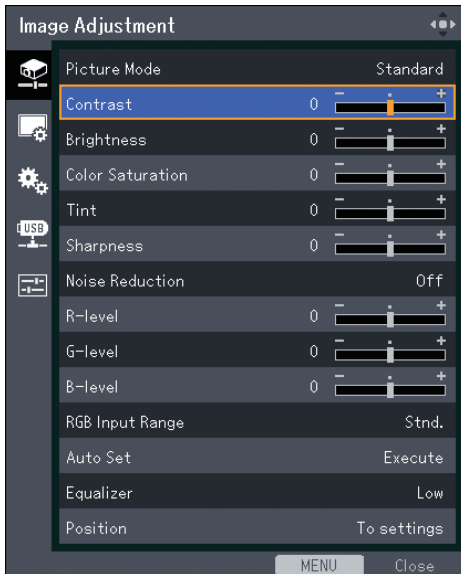 Image Adjustment
Picture Mode Standard
Contrast 0 - +
Brightness 0 - +
Color Saturation 0 - +
Tint 0 - +
Sharpness 0 - +
Noise Reduction Off
R-level 0 - +
G-level 0 - +
B-level 0 - +
RGB Input Range Stnd.
Auto Set Execute
Equalizer Low
Position To settings
USB
MENU Close